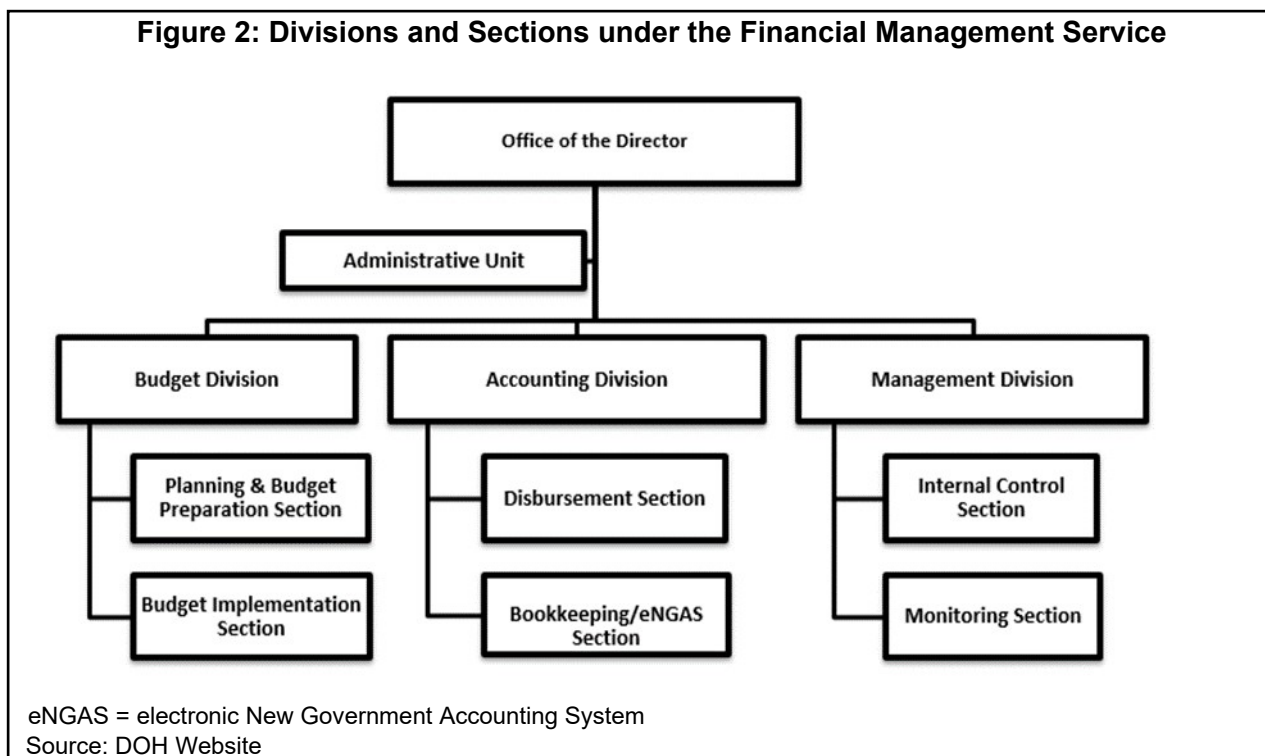 Figure 2: Divisions and Sections under the Financial Management Service
Office of the Director
Administrative Unit
Budget Division
Accounting Division
Management Division
Planning & Budget
Preparation Section
Disbursement Section
Internal Control
Section
Budget Implementation
Section
Bookkeeping/eNGAS
Section
Monitoring Section
eNGAS = electronic New Government Accounting System
Source: DOH Website